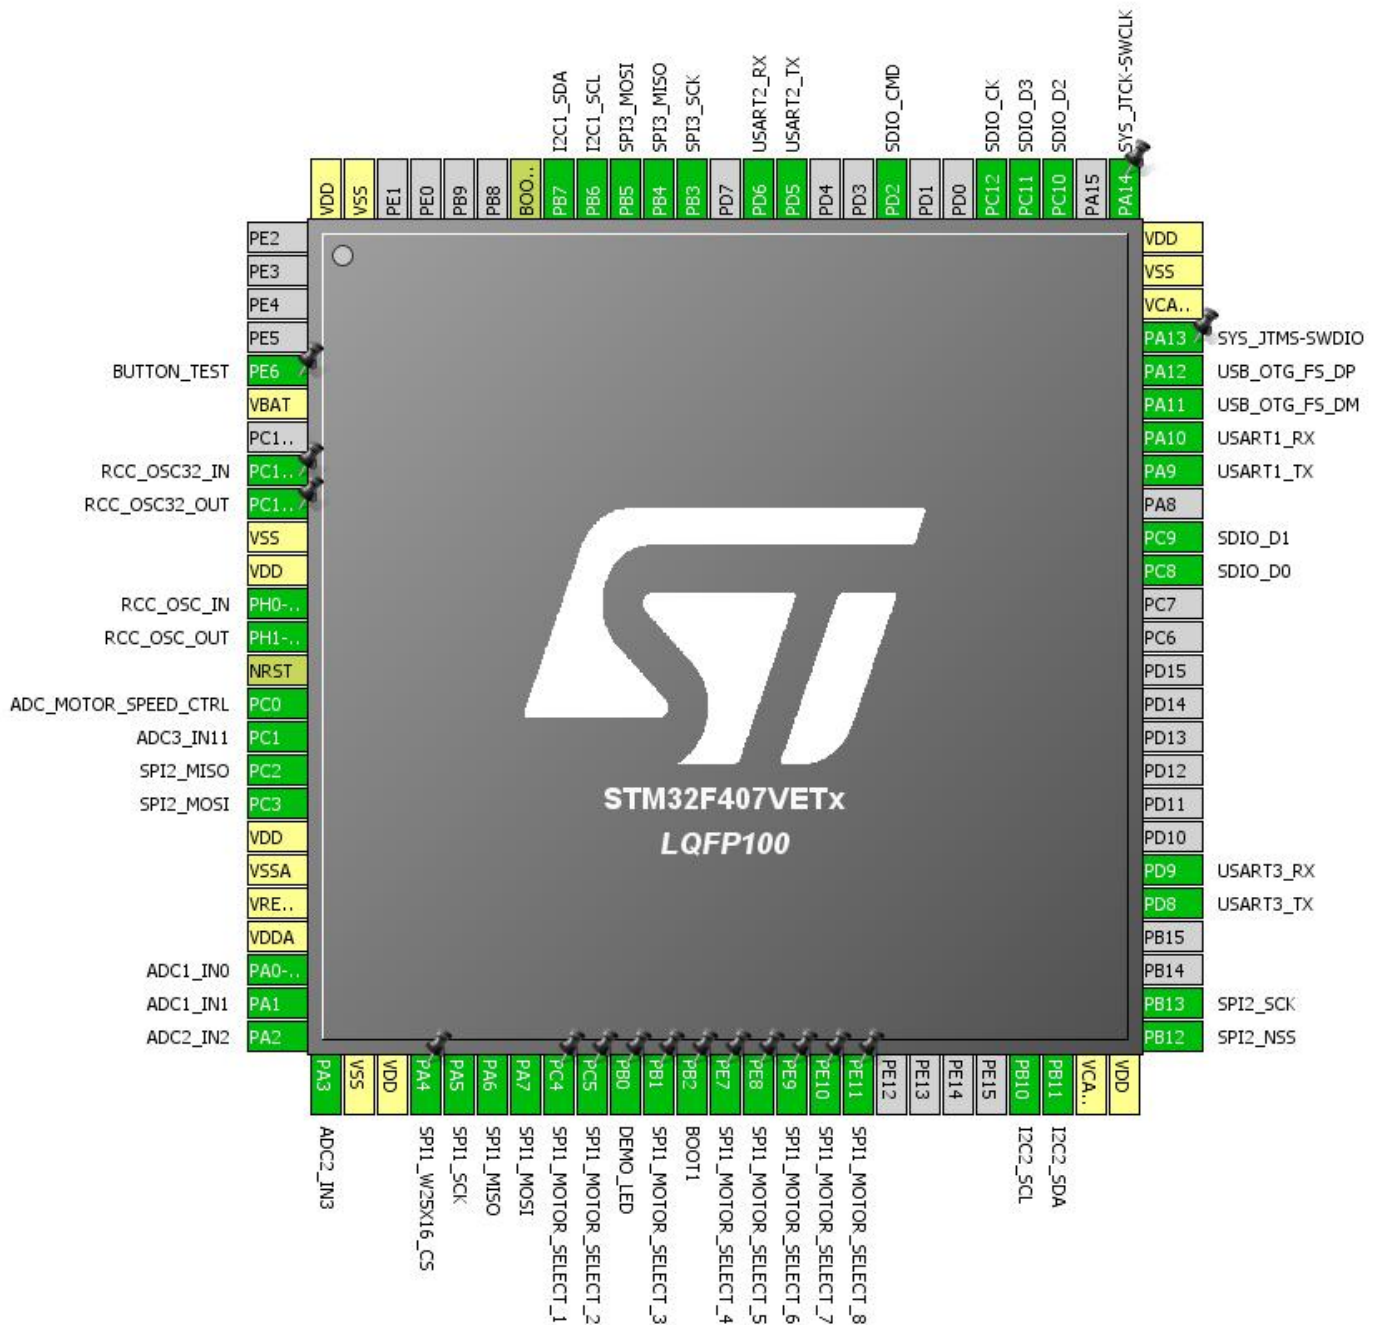 I2C1_SDA
I2C1_SCL
SPI3_MOSI
SPI3_MISO
SPI3_SCK
USART2_RX
USART2_TX
SDIO_CMD
SDIO_CK
SDIO_D3
SDIO_D2
SYS_JTCK-SWCLK
VDD
VSS
PE1
PE0
PB9
PB8
BOO..
PB7
PB6
PB5
PB4
PB3
PD7
PD6
PD5
PD4
PD3
PD2
PD1
PD0
PC12
PC11
PC10
PA15
PA14
PE2
PE3
PE4
PE5
BUTTON_TEST PE6
VBAT
PC1..
RCC_OSC32_IN PC1..
RCC_OSC32_OUT PC1..
VSS
VDD
RCC_OSC_IN PH0-..
RCC_OSC_OUT PH1-..
NRST
ADC_MOTOR_SPEED_CTRL PC0
ADC3_IN11 PC1
SPI2_MISO PC2
SPI2_MOSI PC3
VDD
VSSA
VRE..
VDDA
ADC1_IN0 PA0-..
ADC1_IN1 PA1
ADC2_IN2 PA2
ST
STM32F407VETx
LQFP100
VDD
VSS
VCA..
PA13 SYS_JTMS-SWDIO
PA12 USB_OTG_FS_DP
PA11 USB_OTG_FS_DM
PA10 USART1_RX
PA9 USART1_TX
PA8
PC9 SDIO_D1
PC8 SDIO_D0
PC7
PC6
PD15
PD14
PD13
PD12
PD11
PD10
PD9 USART3_RX
PD8 USART3_TX
PB15
PB14
PB13 SPI2_SCK
PB12 SPI2_NSS
PA3
VSS
VDD
PA4
PA5
PA6
PA7
PC4
PC5
PB0
PB1
PB2
PE7
PE8
PE9
PE10
PE11
PE12
PE13
PE14
PE15
PB10
PB11
VCA..
VDD
ADC2_IN3
SPI1_W25X16_CS
SPI1_SCK
SPI1_MISO
SPI1_MOSI
SPI1_MOTOR_SELECT_1
SPI1_MOTOR_SELECT_2
DEMO_LED
SPI1_MOTOR_SELECT_3
BOOT1
SPI1_MOTOR_SELECT_4
SPI1_MOTOR_SELECT_5
SPI1_MOTOR_SELECT_6
SPI1_MOTOR_SELECT_7
SPI1_MOTOR_SELECT_8
I2C2_SCL
I2C2_SDA